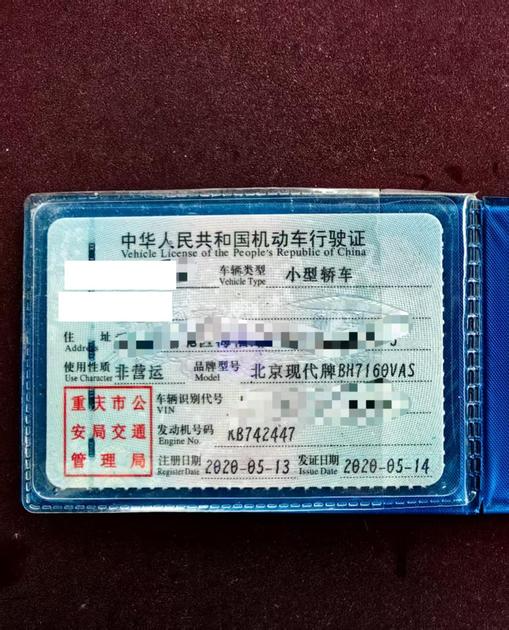 中华人民共和国机动车行驶证
Vehicle License of the People's Republic of China
车辆类型 小型轿车
Vehicle Type
住 址
Address
使用性质 非营运 品牌型号 北京现代牌BH7160VAS
Use Character Model
重庆市公
安局交通
管理局
车辆识别代号
VIN
发动机号码 KB742447
Engine No.
注册日期 2020-05-13 发证日期 2020-05-14
Register Date Issue Date